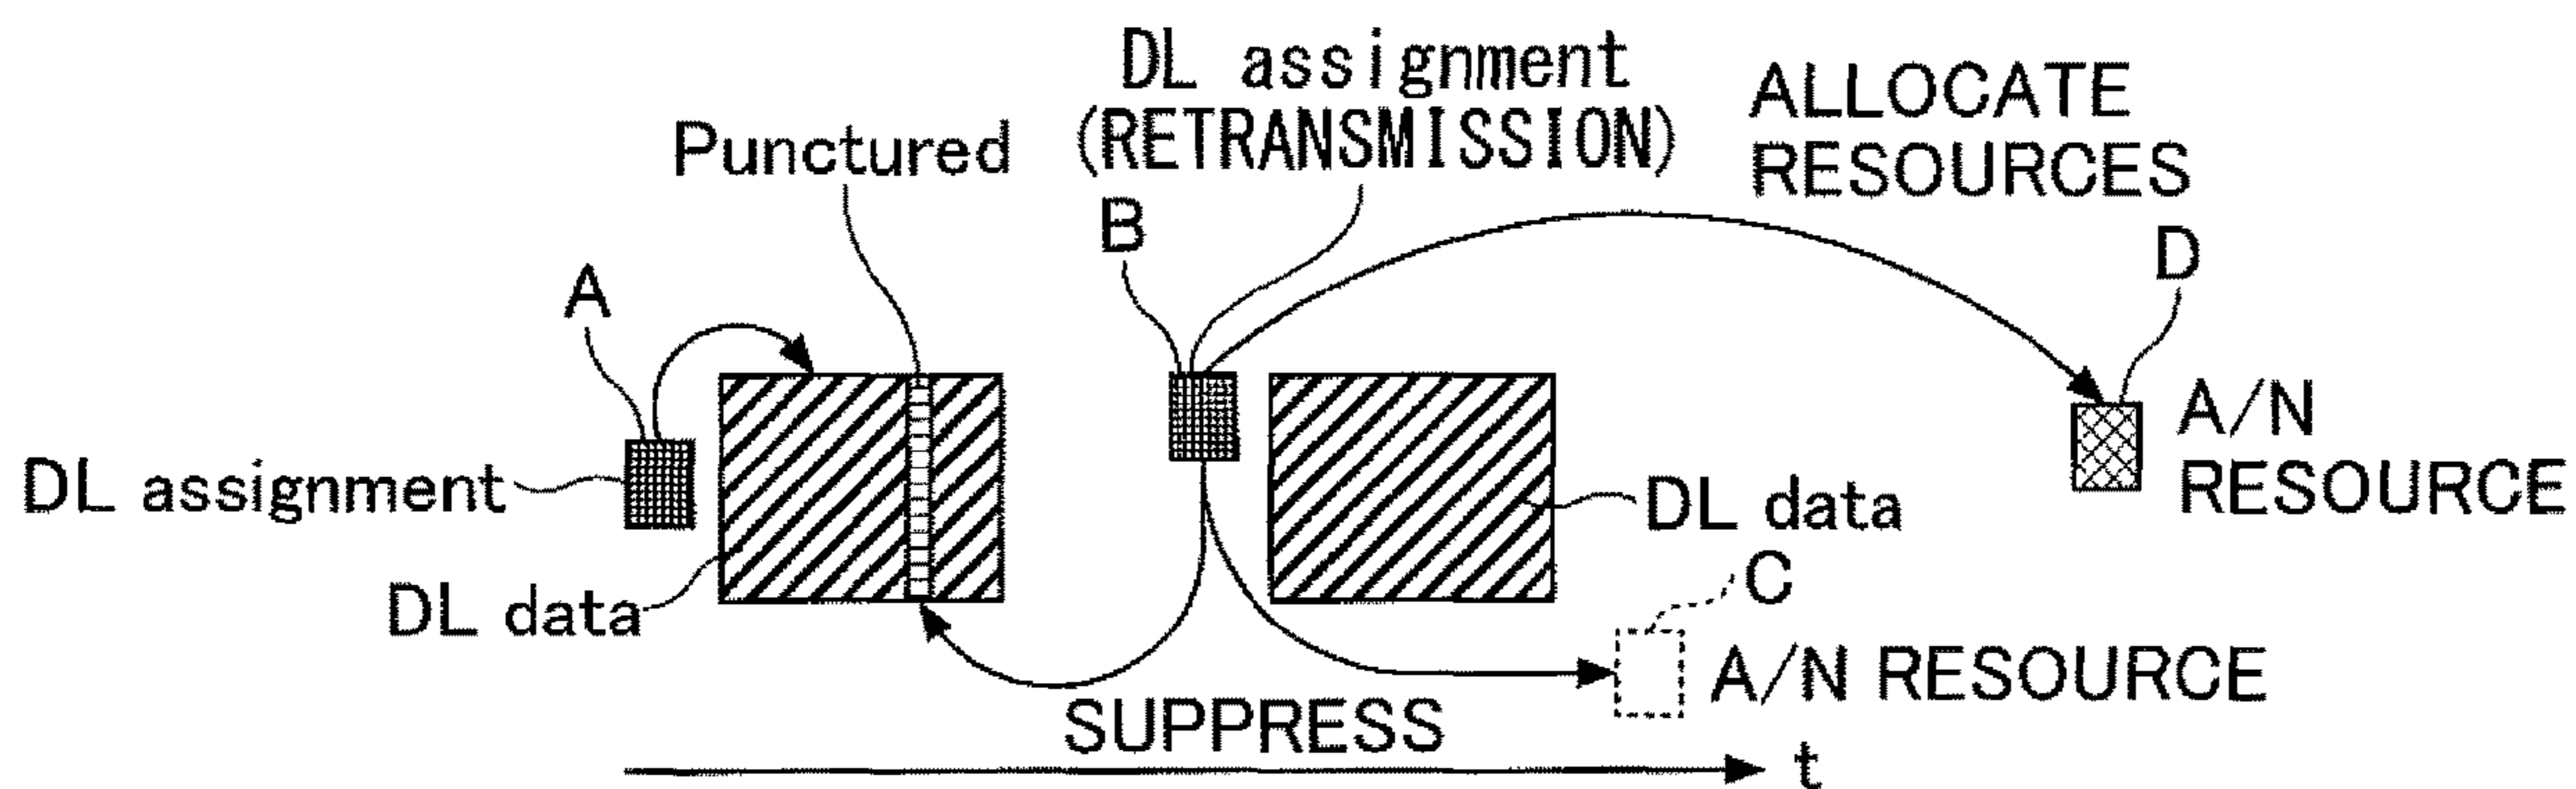 DL assignment
(RETRANSMISSION)
ALLOCATE
RESOURCES
Punctured
B
D
A
A/N
RESOURCE
DL assignment
DL data
DL data
C
A/N RESOURCE
SUPPRESS
t